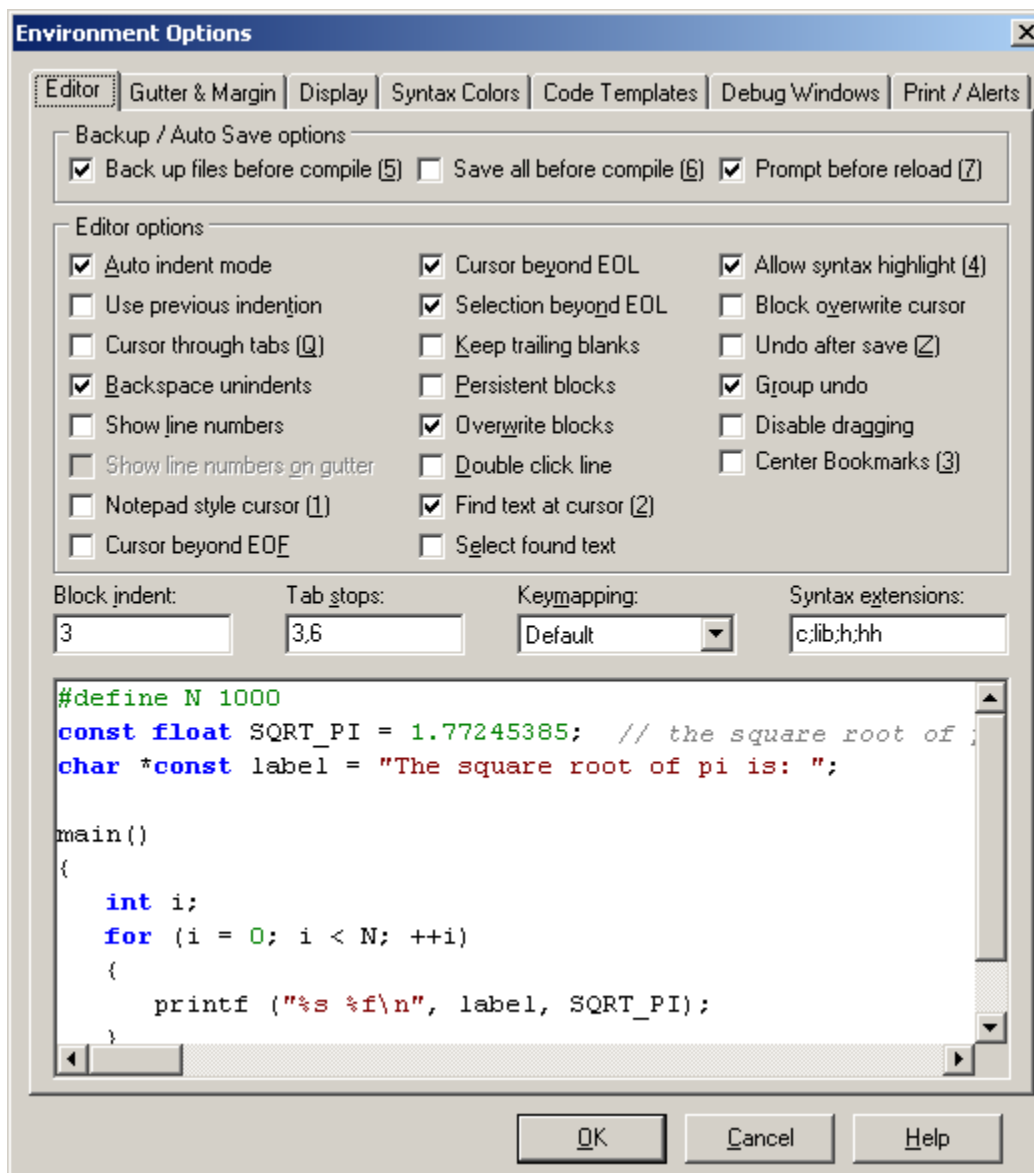 Environment Options
Editor Gutter & Margin Display Syntax Colors Code Templates Debug Windows Print / Alerts
Backup / Auto Save options
Back up files before compile (5) Save all before compile (6) Prompt before reload (7)
Editor options
Auto indent mode Cursor beyond EOL Allow syntax highlight (4)
Use previous indention Selection beyond EOL Block overwrite cursor
Cursor through tabs (Q) Keep trailing blanks Undo after save (Z)
Backspace unindents Persistent blocks Group undo
Show line numbers Overwrite blocks Disable dragging
Show line numbers on gutter Double click line Center Bookmarks (3)
Notepad style cursor (1) Find text at cursor (2)
Cursor beyond EOF Select found text
Block indent: Tab stops: Keymapping: Syntax extensions:
3 3,6 Default c;lib;h;hh
#define N 1000
const float SQRT_PI = 1.77245385;  // the square root of
char *const label = "The square root of pi is: ";
main()
{
   int i;
   for (i = 0; i < N; ++i)
   {
      printf ("%s %f\n", label, SQRT_PI);
   }
OK Cancel Help